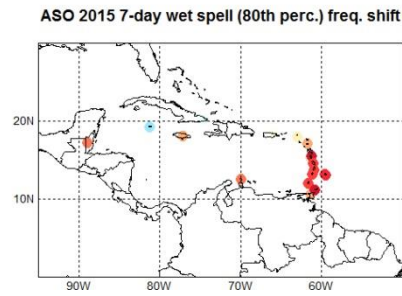 ASO 2015 7-day wet spell (80th perc.) freq. shift
20N
10N
90W 80W 70W 60W